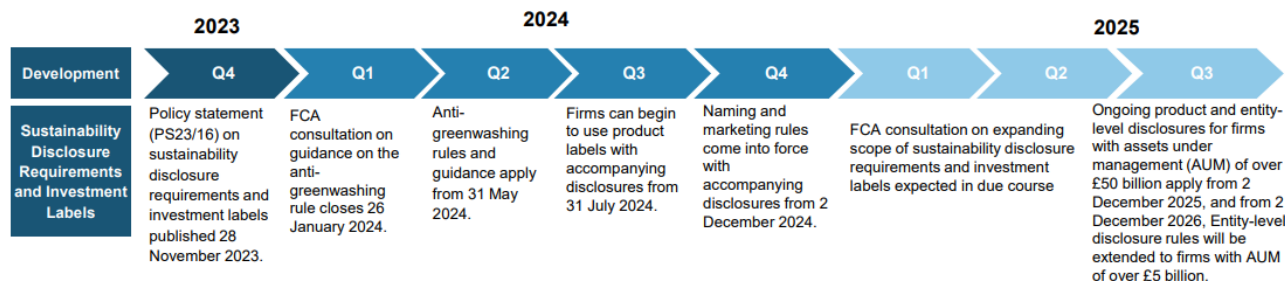 2023
2024
2025
Development
Q4
Q1
Q2
Q3
Q4
Q1
Q2
Q3
Sustainability
Disclosure
Requirements
and Investment
Labels
Policy statement
(PS23/16) on
sustainability
disclosure
requirements and
investment labels
published 28
November 2023.
FCA
consultation on
guidance on the
anti-
greenwashing
rule closes 26
January 2024.
Anti-
greenwashing
rules and
guidance apply
from 31 May
2024.
Firms can begin
to use product
labels with
accompanying
disclosures from
31 July 2024.
Naming and
marketing rules
come into force
with
accompanying
disclosures from 2
December 2024.
FCA consultation on expanding
scope of sustainability disclosure
requirements and investment
labels expected in due course
Ongoing product and entity-
level disclosures for firms
with assets under
management (AUM) of over
£50 billion apply from 2
December 2025, and from 2
December 2026, Entity-level
disclosure rules will be
extended to firms with AUM
of over £5 billion.